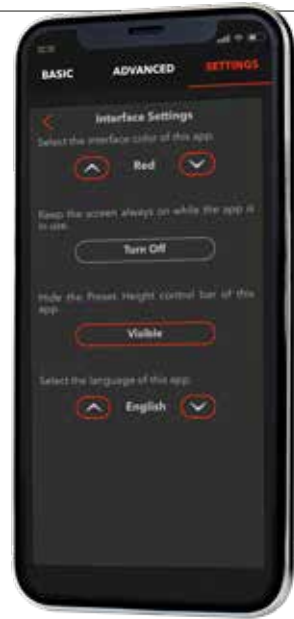 BASIC ADVANCED SETTINGS
Interface Settings
Select the interface color of this app.
Red
Keep the screen always on while the app is
in use.
Turn Off
Hide the Preset Height control bar of this
app.
Visible
Select the language of this app.
English